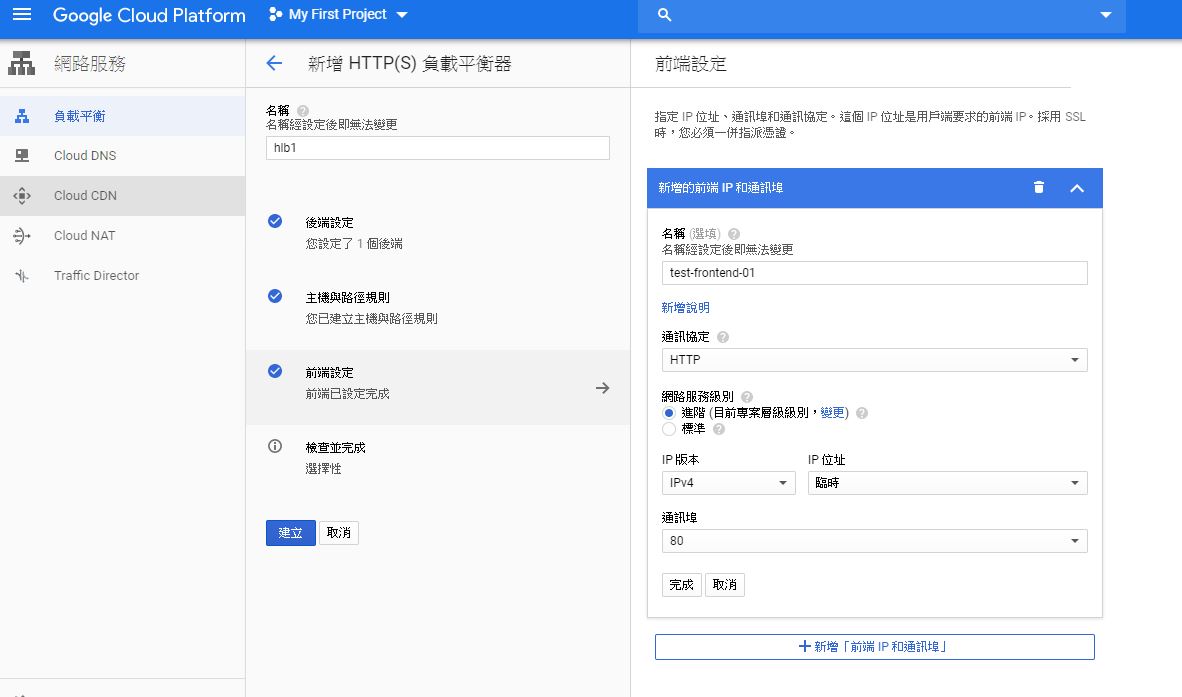 Google Cloud Platform
My First Project
網路服務
負載平衡
Cloud DNS
Cloud CDN
Cloud NAT
Traffic Director
新增 HTTP(S) 負載平衡器
名稱
名稱經設定後即無法變更
hlb1
後端設定
您設定了 1 個後端
主機與路徑規則
您已建立主機與路徑規則
前端設定
前端已設定完成
檢查並完成
選擇性
建立 取消
前端設定
指定 IP 位址、通訊埠和通訊協定。這個 IP 位址是用戶端要求的前端 IP。採用 SSL
時，您必須一併指派憑證。
新增的前端 IP 和通訊埠
名稱 (選填)
名稱經設定後即無法變更
test-frontend-01
新增說明
通訊協定
HTTP
網路服務級別
進階 (目前專案層級級別，變更)
標準
IP 版本 IP 位址
IPv4 臨時
通訊埠
80
完成 取消
新增「前端 IP 和通訊埠」